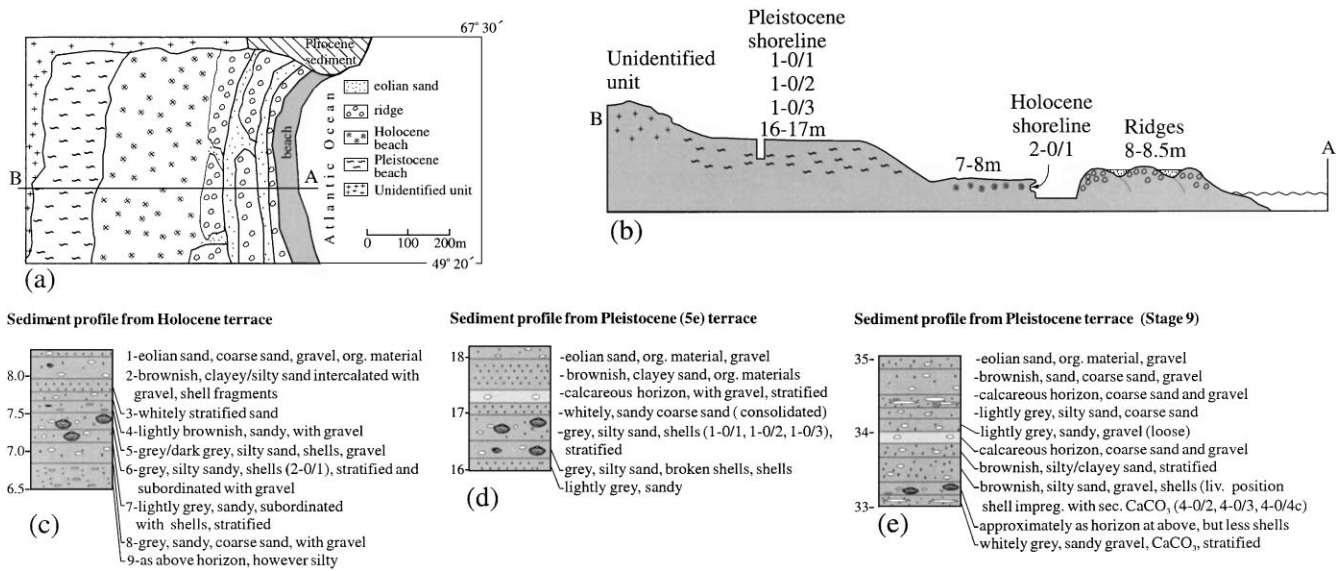 67°30´
Pliocene
sediment
eolian sand
ridge
Holocene
beach
Pleistocene
beach
Unidentified unit
beach
Atlantic Ocean
B
A
0 100 200m
49°20´
(a)
(b)
Pleistocene
shoreline
1-0/1
1-0/2
1-0/3
16-17m
Unidentified
unit
B
Holocene
shoreline
2-0/1
Ridges
8-8.5m
7-8m
A
Sediment profile from Holocene terrace
8.0-
7.5-
7.0-
6.5-
1-eolian sand, coarse sand, gravel, org. material
2-brownish, clayey/silty sand intercalated with
gravel, shell fragments
3-whitely stratified sand
4-lightly brownish, sandy, with gravel
5-grey/dark grey, silty sand, shells, gravel
6-grey, silty sandy, shells (2-0/1), stratified and
subordinated with gravel
7-lightly grey, sandy, subordinated
with shells, stratified
8-grey, sandy, coarse sand, with gravel
9-as above horizon, however silty
(c)
Sediment profile from Pleistocene (5e) terrace
18-
17-
16-
-eolian sand, org. material, gravel
-brownish, clayey sand, org. materials
-calcareous horizon, with gravel, stratified
-whitely, sandy coarse sand (consolidated)
-grey, silty sand, shells (1-0/1, 1-0/2, 1-0/3),
stratified
-grey, silty sand, broken shells, shells
-lightly grey, sandy
(d)
Sediment profile from Pleistocene terrace (Stage 9)
35-
34-
33-
-eolian sand, org. material, gravel
-brownish, sand, coarse sand, gravel
-calcareous horizon, coarse sand and gravel
-lightly grey, silty sand, coarse sand
-lightly grey, sandy, gravel (loose)
-calcareous horizon, coarse sand and gravel
-brownish, silty/clayey sand, stratified
-brownish, silty sand, gravel, shells (liv. position
shell impreg. with sec. CaCO₃ (4-0/2, 4-0/3, 4-0/4c)
-approximately as horizon at above, but less shells
-whitely grey, sandy gravel, CaCO₃, stratified
(e)